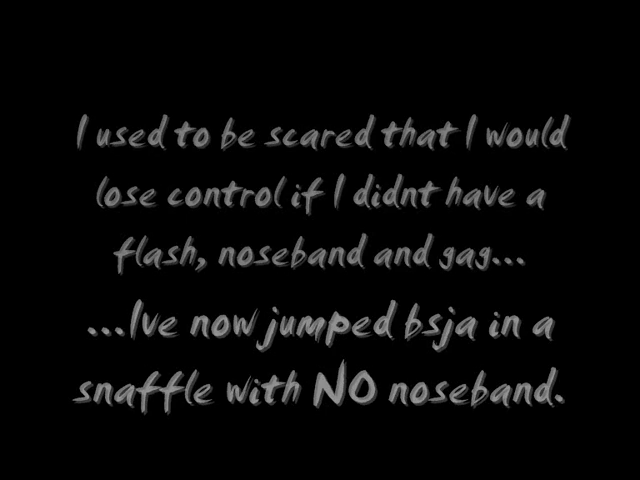 I used to be scared that I would
lose control if I didnt have a
flash, noseband and gag...
...Ive now jumped bsja in a
snaffle with NO noseband.